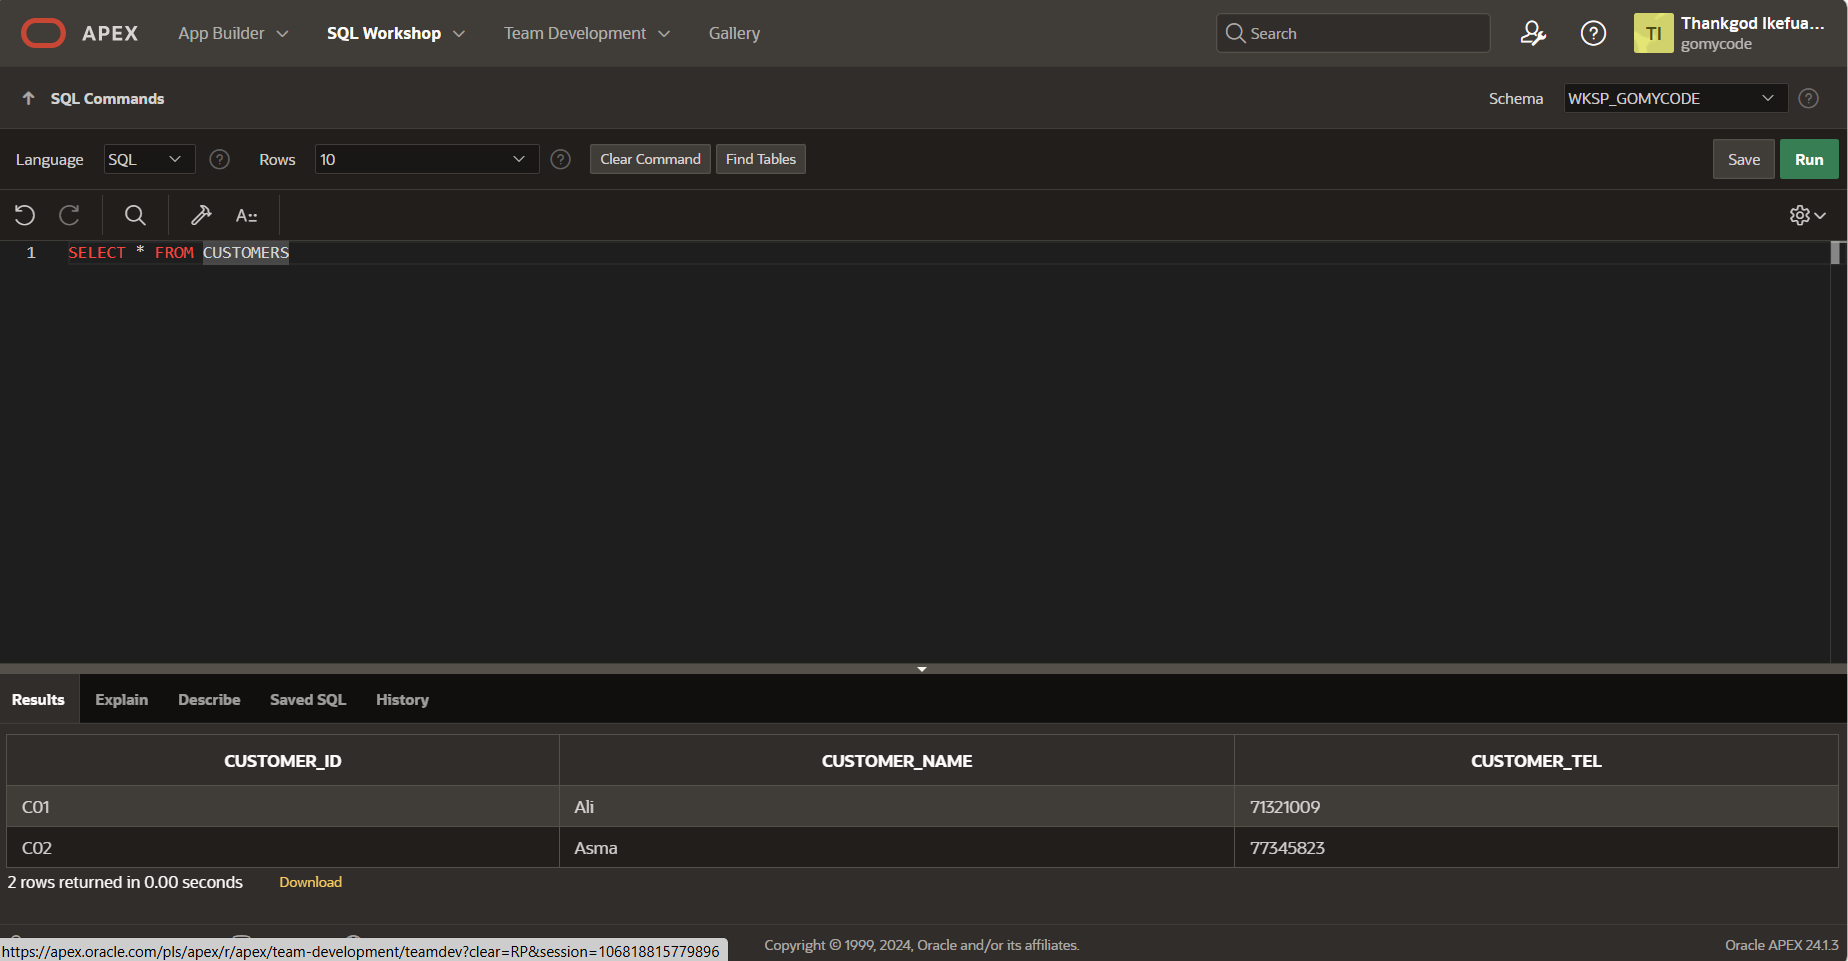 APEX App Builder SQL Workshop Team Development Gallery Search Thankgod Ikefua...
TI gomycode
SQL Commands Schema WKSP_GOMYCODE
Language SQL Rows 10 Clear Command Find Tables Save Run
1 SELECT * FROM CUSTOMERS
Results Explain Describe Saved SQL History
CUSTOMER_ID CUSTOMER_NAME CUSTOMER_TEL
C01 Ali 71321009
C02 Asma 77345823
2 rows returned in 0.00 seconds Download
https://apex.oracle.com/pls/apex/r/apex/team-development/teamdev?clear=RP&session=106818815779896 Copyright © 1999, 2024, Oracle and/or its affiliates. Oracle APEX 24.1.3